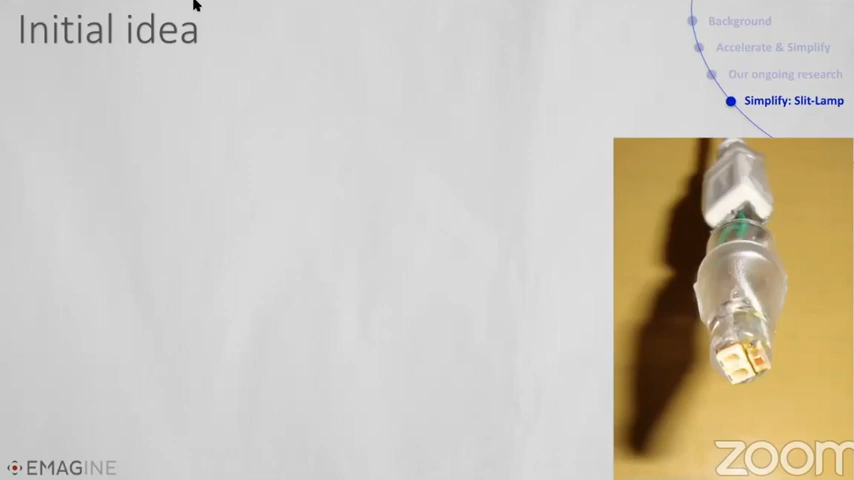 Initial idea
Background
Accelerate & Simplify
Our ongoing research
Simplify: Slit-Lamp
EMAGINE
zoom